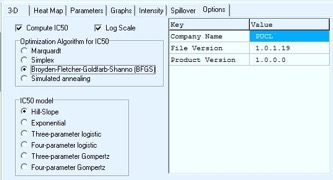 3-D Heat Map Parameters Graphs Intensity Spillover Options
Compute IC50 Log Scale
Optimization Algorithm for IC50
Marquardt
Simplex
Broyden-Fletcher-Goldfarb-Shanno (BFGS)
Simulated annealing
IC50 model
Hill-Slope
Exponential
Three-parameter logistic
Four-parameter logistic
Three-parameter Gompertz
Four-parameter Gompertz
Key Value
Company Name PUCL
File Version 1.0.1.19
Product Version 1.0.0.0